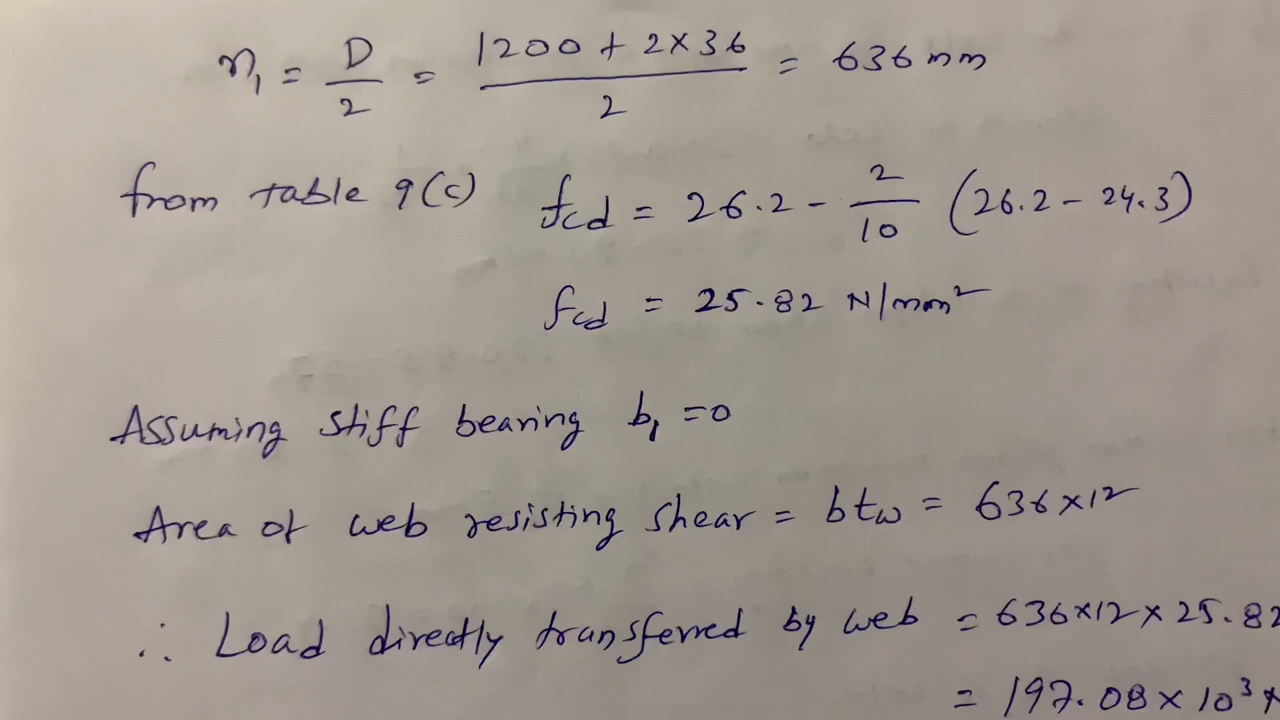 n₁ = D/2 = (1200 + 2×36)/2 = 636 mm
from table 9(c) fcd = 26.2 - 2/10 (26.2 - 24.3)
fcd = 25.82 N/mm²
Assuming stiff bearing b₁ = 0
Area of web resisting shear = btw = 636×12
∴ Load directly transferred by web = 636×12×25.82
= 197.08×10³